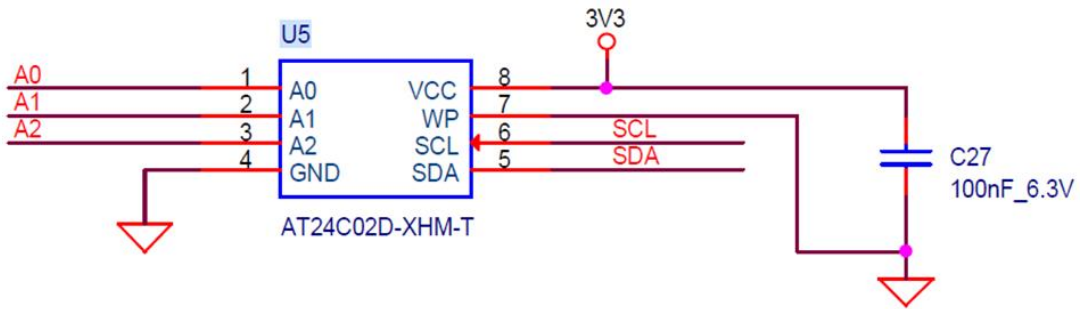 3V3
U5
A0 1 A0 VCC 8
A1 2 A1 WP 7
A2 3 A2 SCL 6 SCL
4 GND SDA 5 SDA
C27
100nF_6.3V
AT24C02D-XHM-T